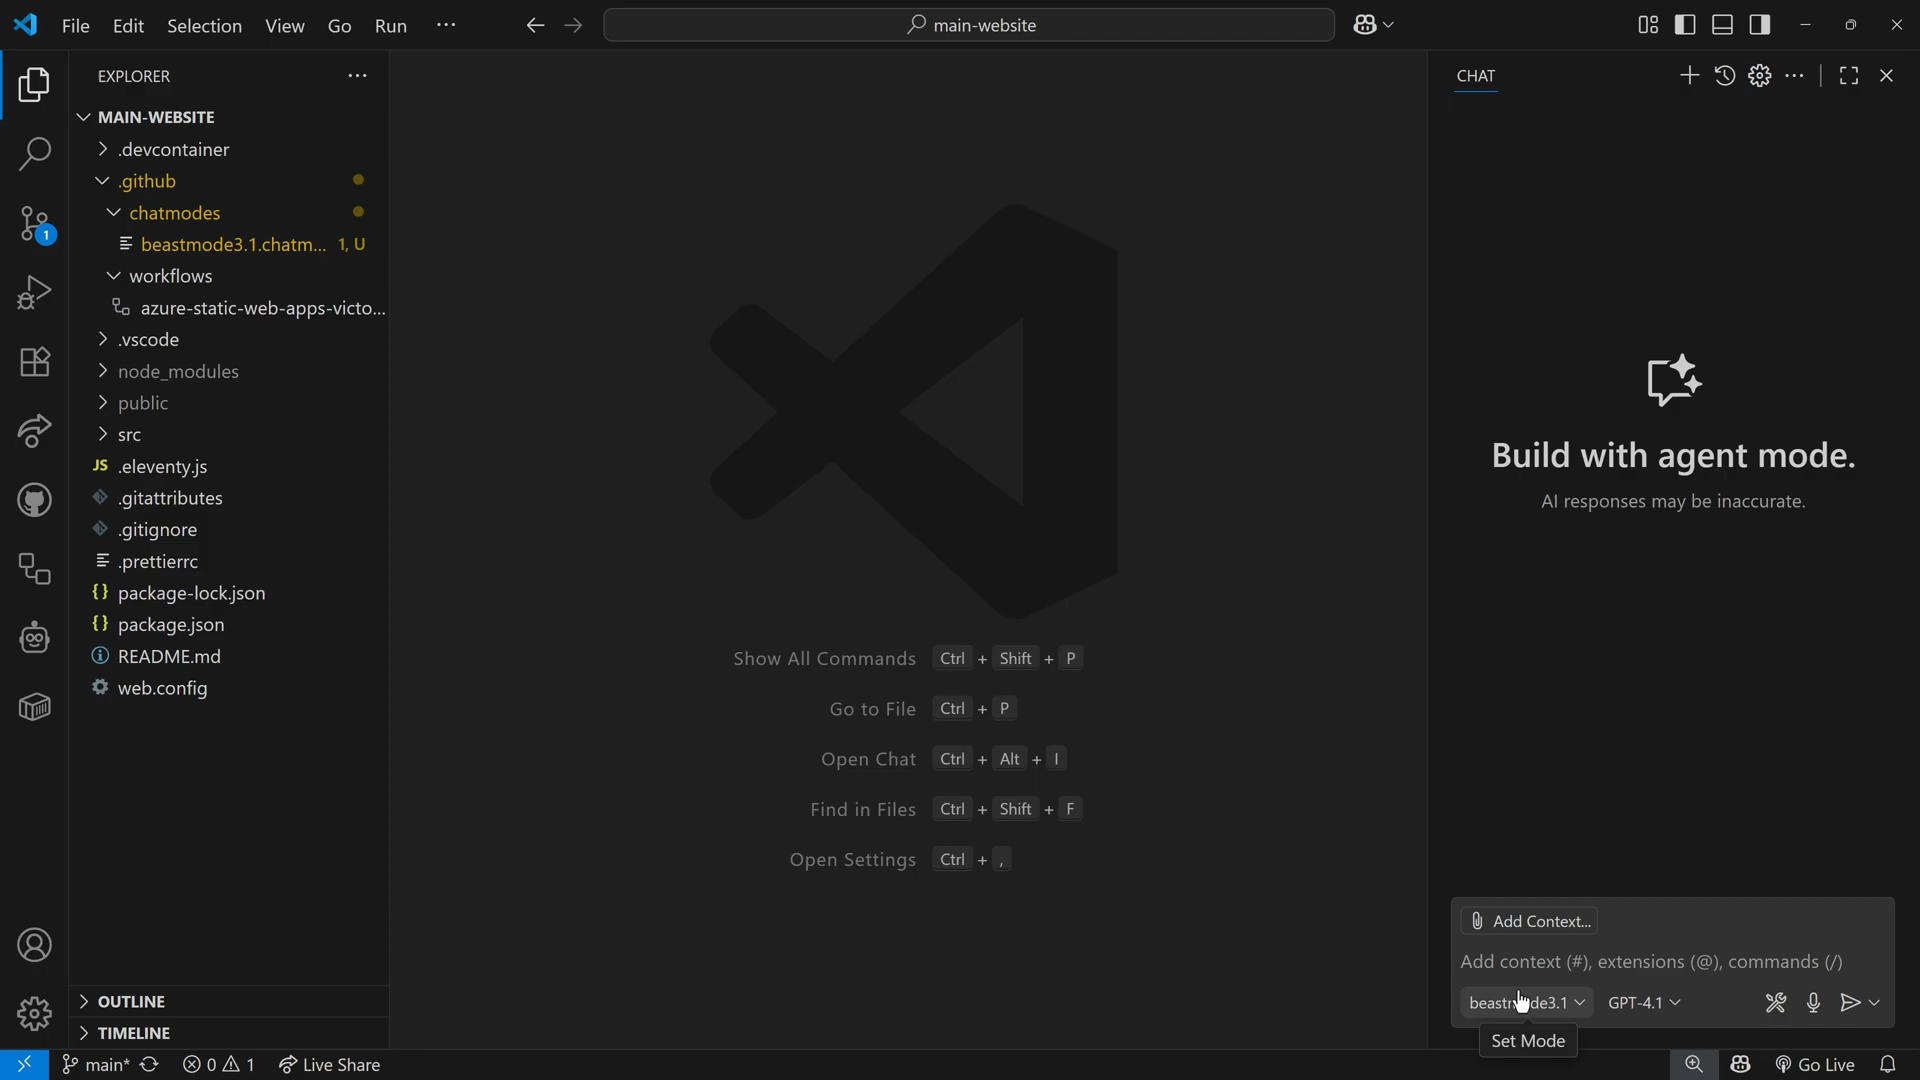 File Edit Selection View Go Run ···
main-website
EXPLORER ···
MAIN-WEBSITE
.devcontainer
.github
chatmodes
beastmode3.1.chatm... 1, U
workflows
azure-static-web-apps-victo...
.vscode
node_modules
public
src
JS .eleventy.js
.gitattributes
.gitignore
.prettierrc
{} package-lock.json
{} package.json
README.md
web.config
OUTLINE
TIMELINE
1
Show All Commands Ctrl + Shift + P
Go to File Ctrl + P
Open Chat Ctrl + Alt + I
Find in Files Ctrl + Shift + F
Open Settings Ctrl + ,
CHAT
Build with agent mode.
AI responses may be inaccurate.
Add Context...
Add context (#), extensions (@), commands (/)
GPT-4.1
Set Mode
main* 0 1 Live Share
Go Live